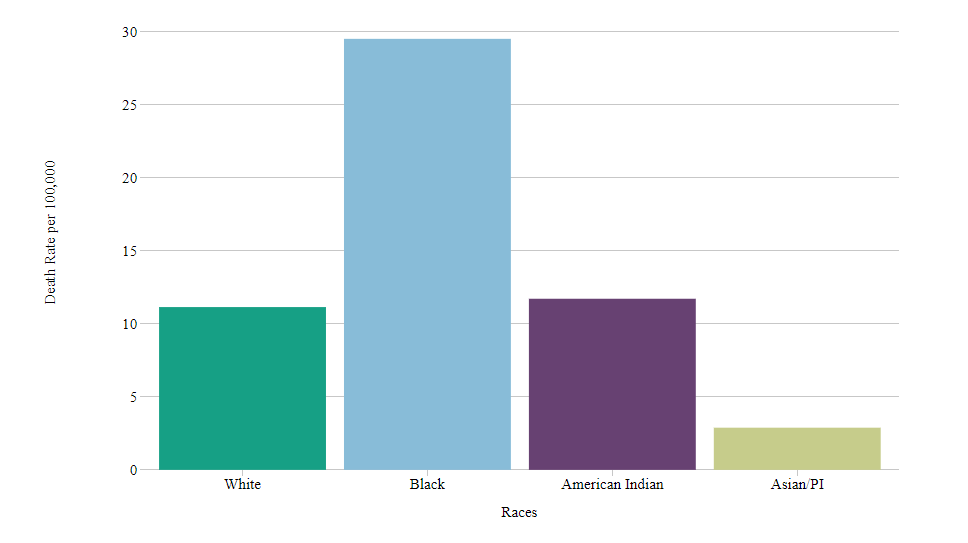 Death Rate per 100,000
30
25
20
15
10
5
0
White
Black
American Indian
Asian/PI
Races